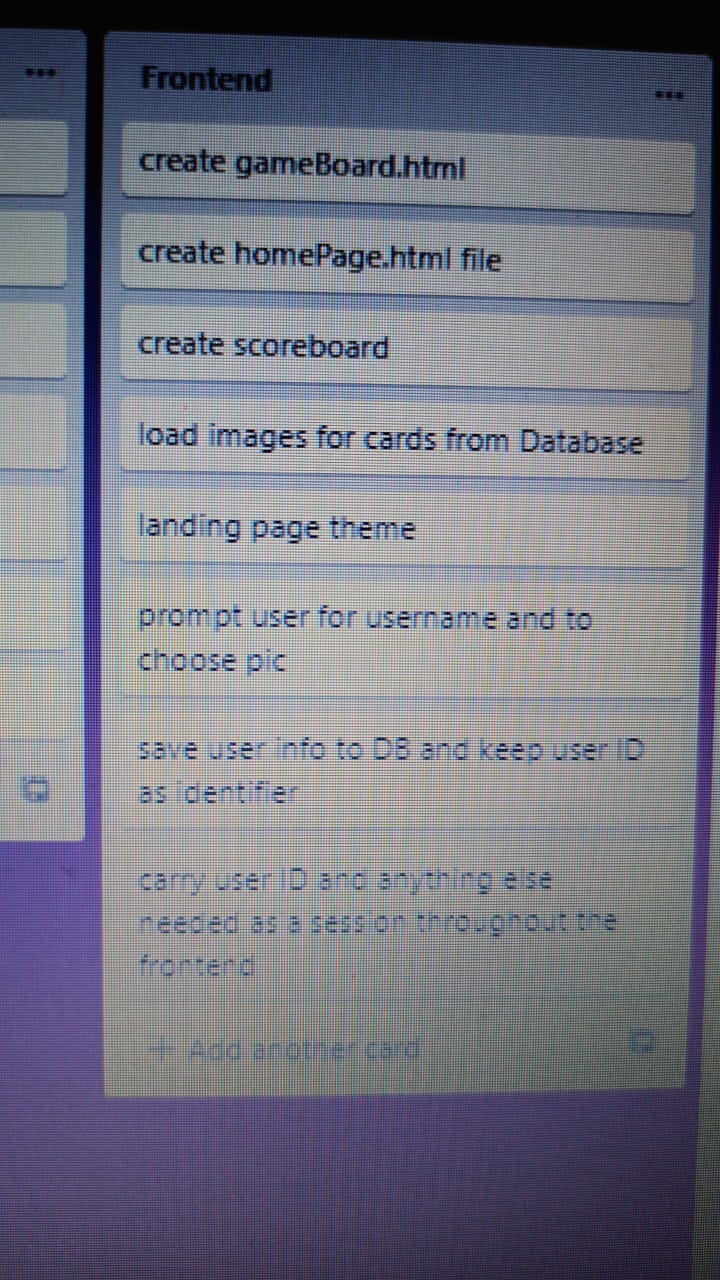 Frontend
create gameBoard.html
create homePage.html file
create scoreboard
load images for cards from Database
landing page theme
prompt user for username and to
choose pic
save user info to DB and keep user ID
as identifier
carry user ID and anything else
needed as a session throughout the
frontend
+ Add another card